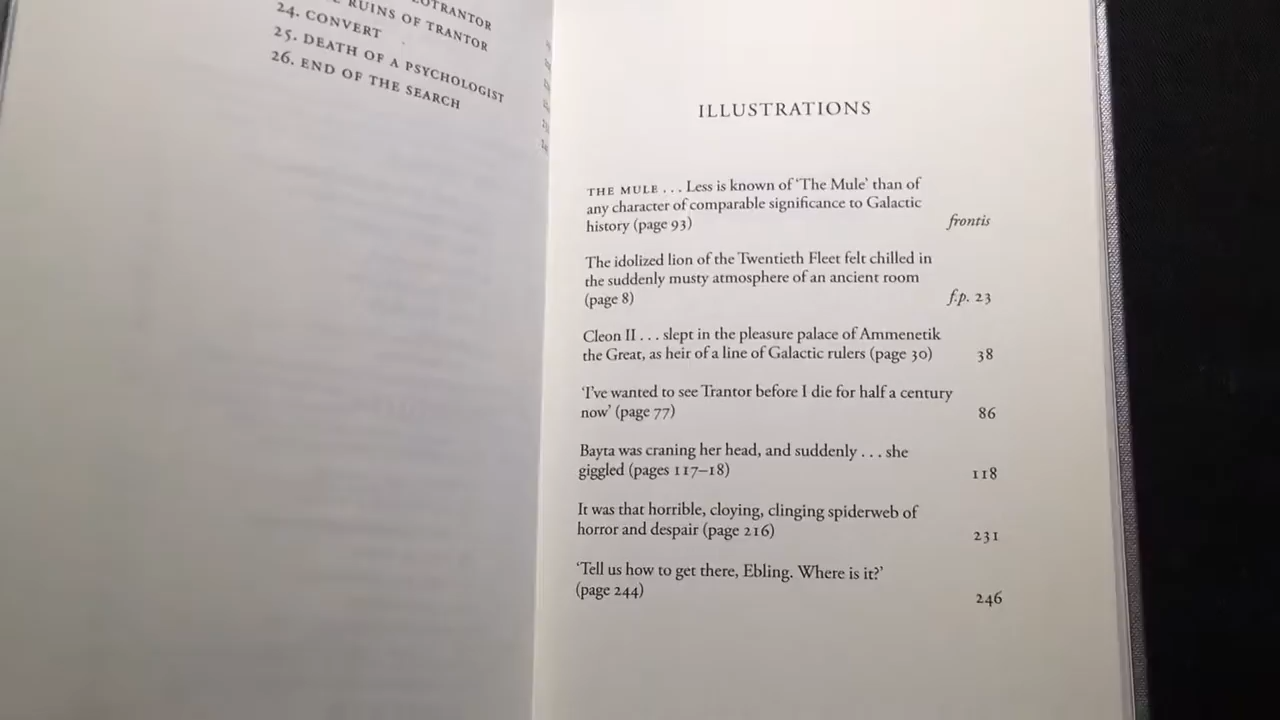 RUINS OF TRANTOR
24. CONVERT
25. DEATH OF A PSYCHOLOGIST
26. END OF THE SEARCH
ILLUSTRATIONS
THE MULE . . . Less is known of ‘The Mule’ than of
any character of comparable significance to Galactic
history (page 93) frontis
The idolized lion of the Twentieth Fleet felt chilled in
the suddenly musty atmosphere of an ancient room
(page 8) f.p. 23
Cleon II . . . slept in the pleasure palace of Ammenetik
the Great, as heir of a line of Galactic rulers (page 30) 38
‘I’ve wanted to see Trantor before I die for half a century
now’ (page 77) 86
Bayta was craning her head, and suddenly . . . she
giggled (pages 117–18) 118
It was that horrible, cloying, clinging spiderweb of
horror and despair (page 216) 231
‘Tell us how to get there, Ebling. Where is it?’
(page 244) 246